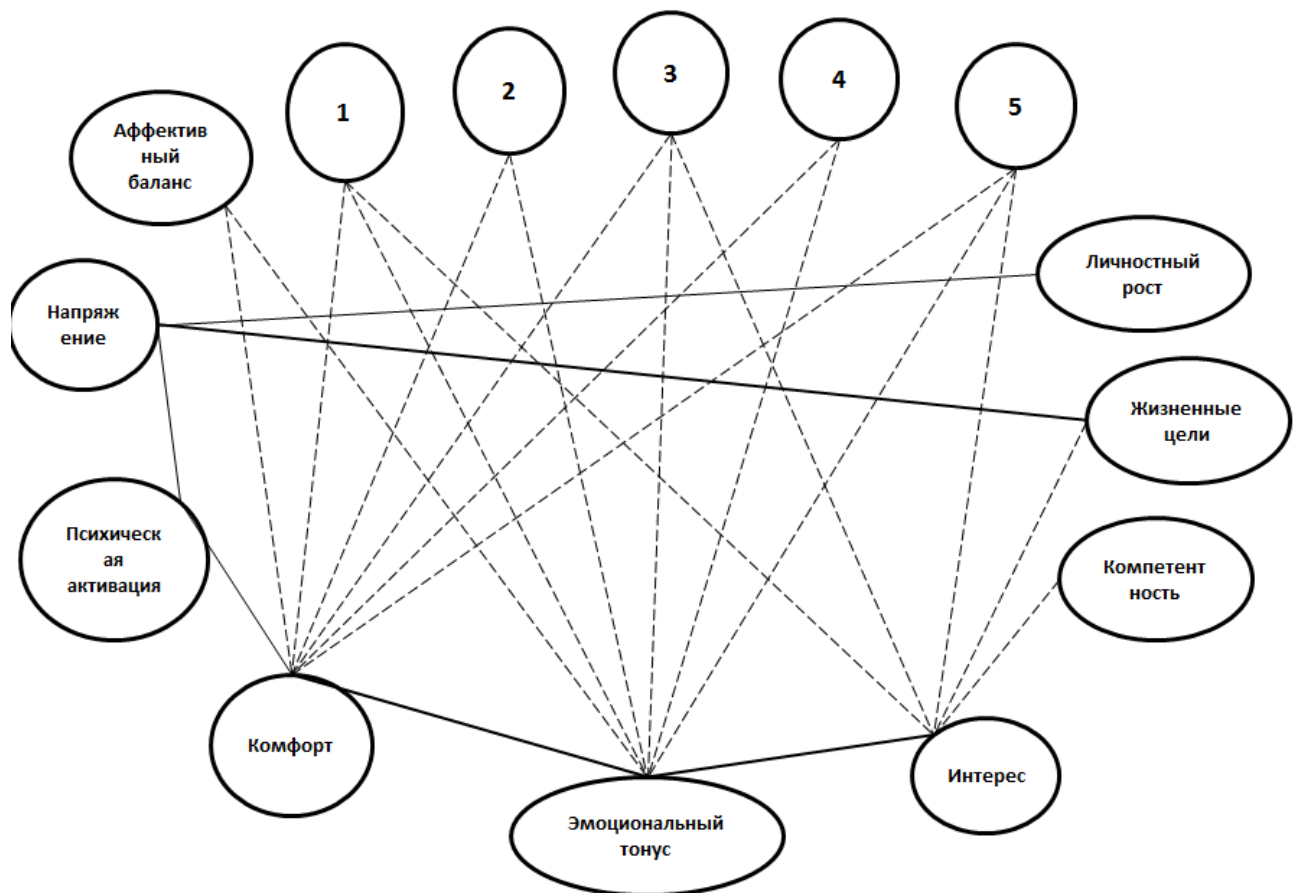 Аффектив
ный
баланс
1
2
3
4
5
Напряж
ение
Личностный
рост
Жизненные
цели
Психическ
ая
активация
Компетент
ность
Комфорт
Эмоциональный
тонус
Интерес